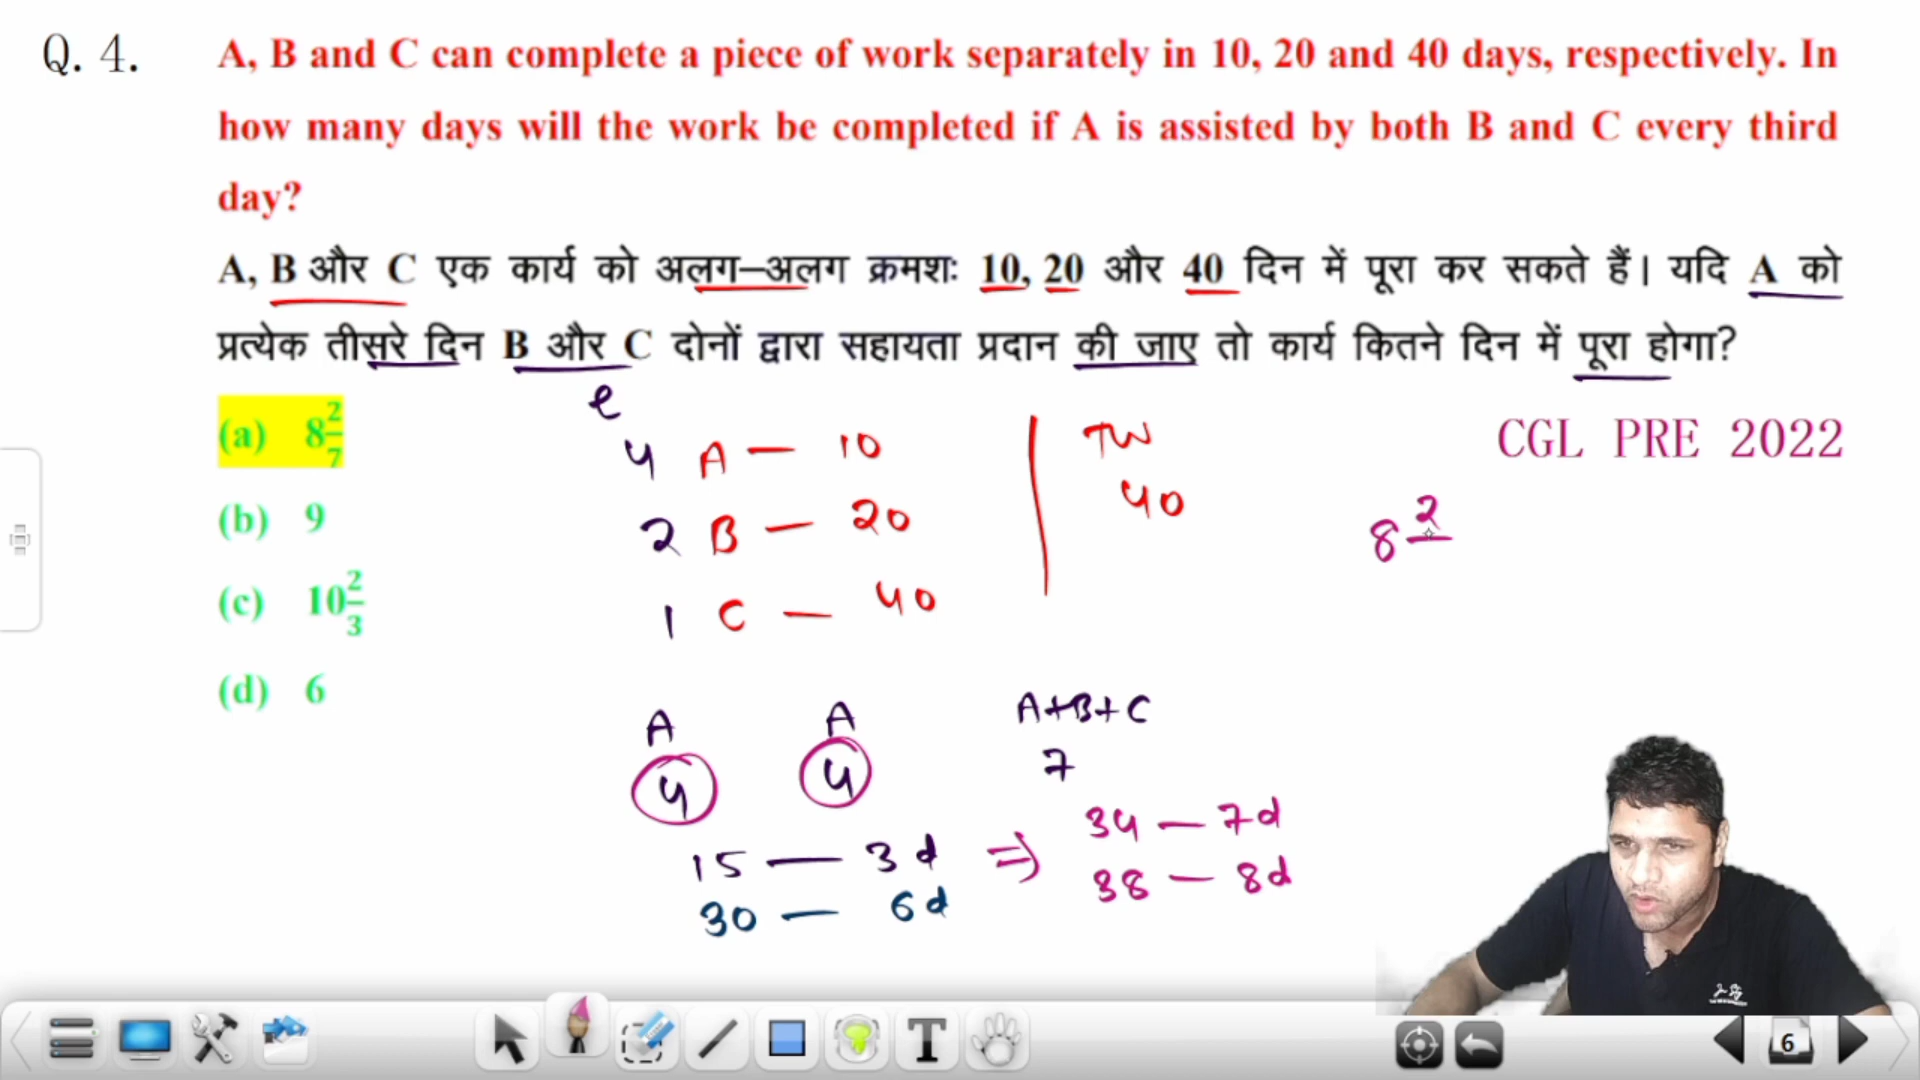 Q. 4. A, B and C can complete a piece of work separately in 10, 20 and 40 days, respectively. In
how many days will the work be completed if A is assisted by both B and C every third
day?
A, B और C एक कार्य को अलग–अलग क्रमशः 10, 20 और 40 दिन में पूरा कर सकते हैं। यदि A को
प्रत्येक तीसरे दिन B और C दोनों द्वारा सहायता प्रदान की जाए तो कार्य कितने दिन में पूरा होगा?
(a) 8 2/7
(b) 9
(c) 10 2/3
(d) 6
CGL PRE 2022
e
4 A — 10
2 B — 20
1 C — 40
TW
40
8 2
A A A+B+C
4 4 7
15 — 3d ⇒ 34 — 7d
30 — 6d 38 — 8d
T
6